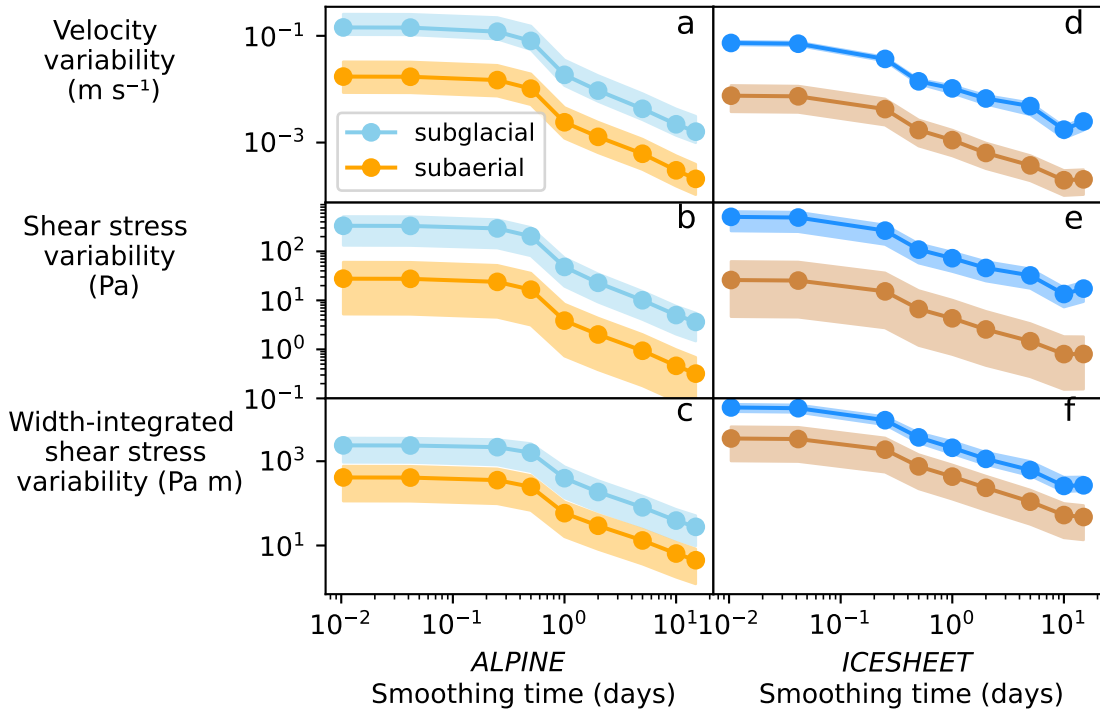 Velocity
variability
(m s⁻¹)
10⁻¹
10⁻³
a
d
subglacial
subaerial
Shear stress
variability
(Pa)
10²
10¹
10⁰
10⁻¹
b
e
Width-integrated
shear stress
variability (Pa m)
10³
10¹
c
f
10⁻² 10⁻¹ 10⁰ 10¹
10⁻² 10⁻¹ 10⁰ 10¹
ALPINE
Smoothing time (days)
ICESHEET
Smoothing time (days)